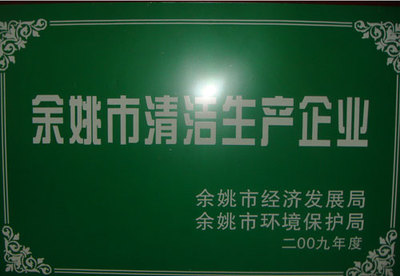 余姚市清洁生产企业
余姚市经济发展局
余姚市环境保护局
二00九年度